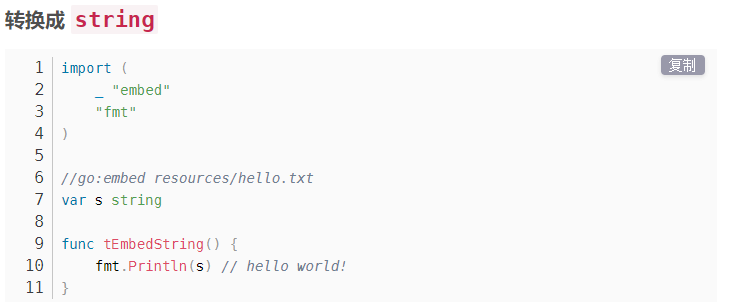 转换成 string
复制
1 import (
2     _ "embed"
3     "fmt"
4 )
5
6 //go:embed resources/hello.txt
7 var s string
8
9 func tEmbedString() {
10     fmt.Println(s) // hello world!
11 }